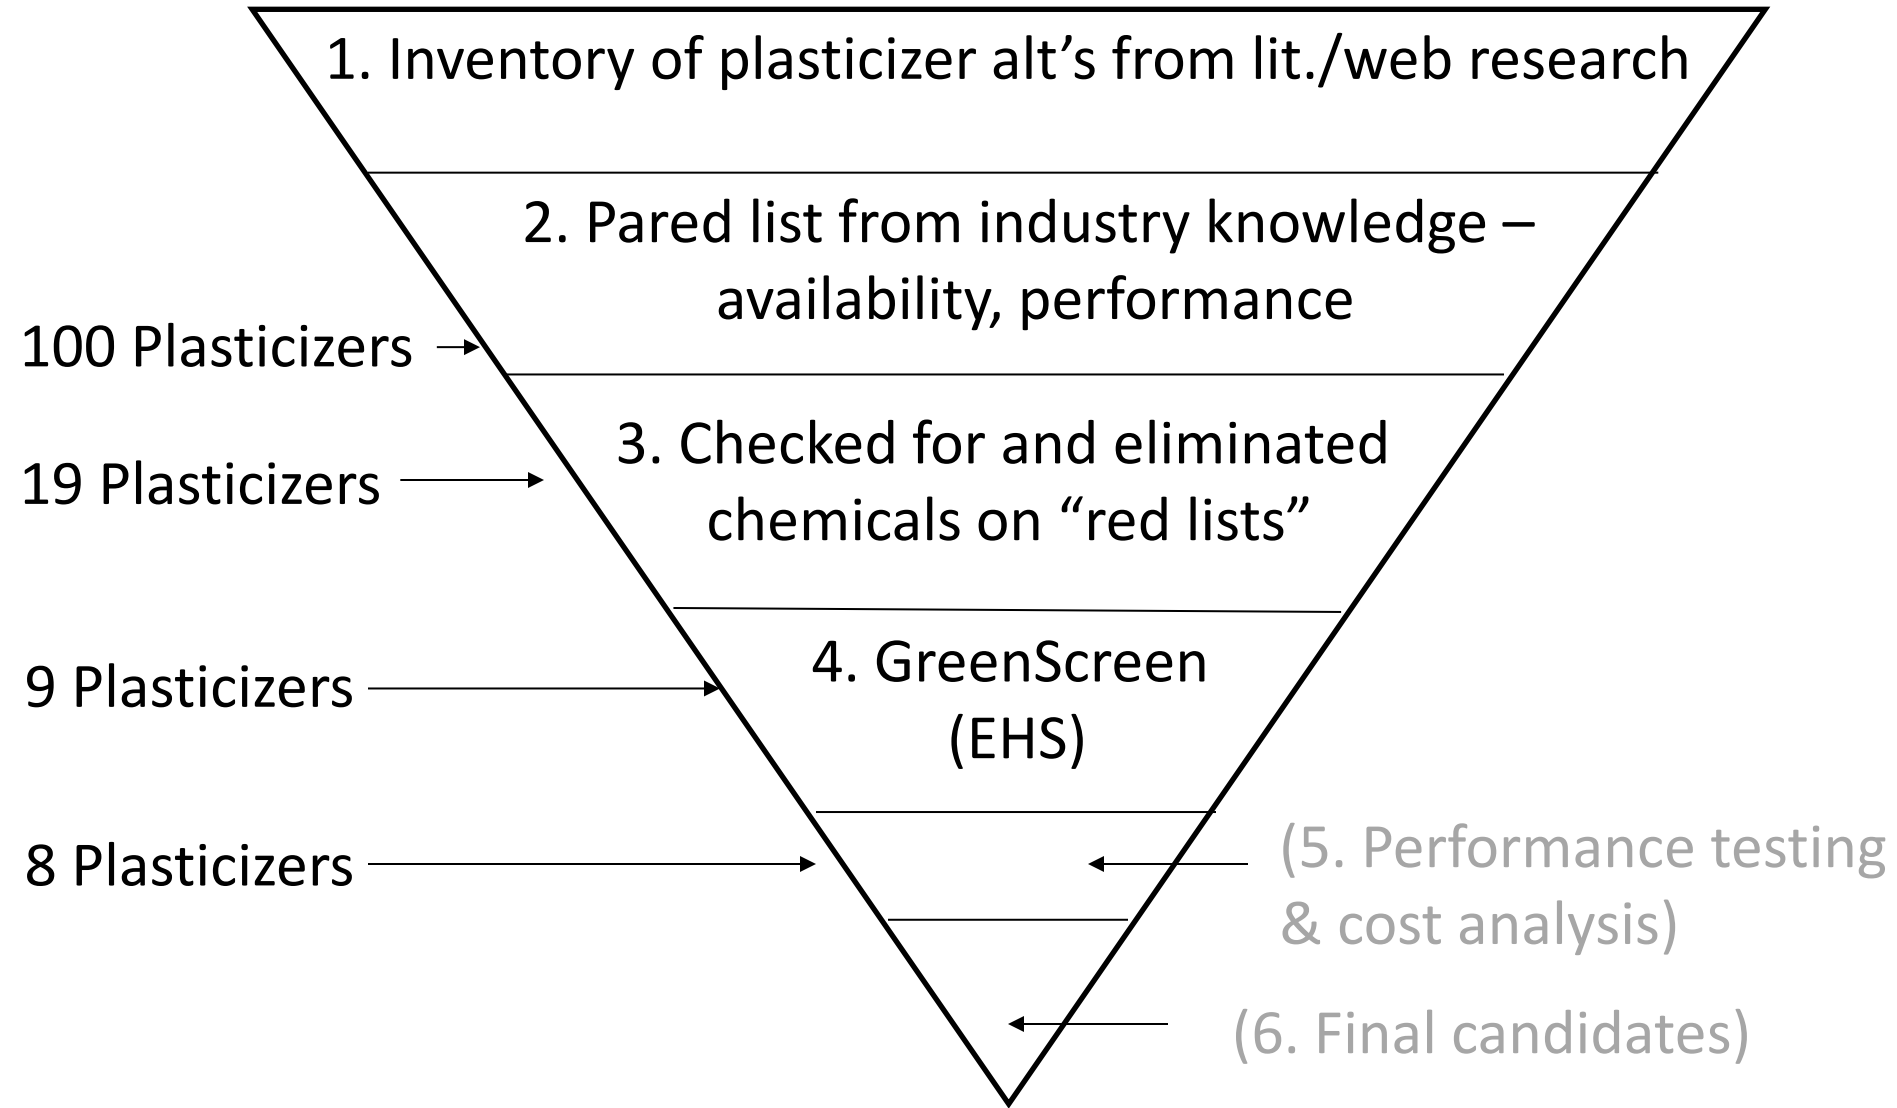 1. Inventory of plasticizer alt’s from lit./web research
2. Pared list from industry knowledge –
availability, performance
100 Plasticizers
3. Checked for and eliminated
19 Plasticizers
chemicals on “red lists”
4. GreenScreen
9 Plasticizers
(EHS)
8 Plasticizers
(5. Performance testing
& cost analysis)
(6. Final candidates)